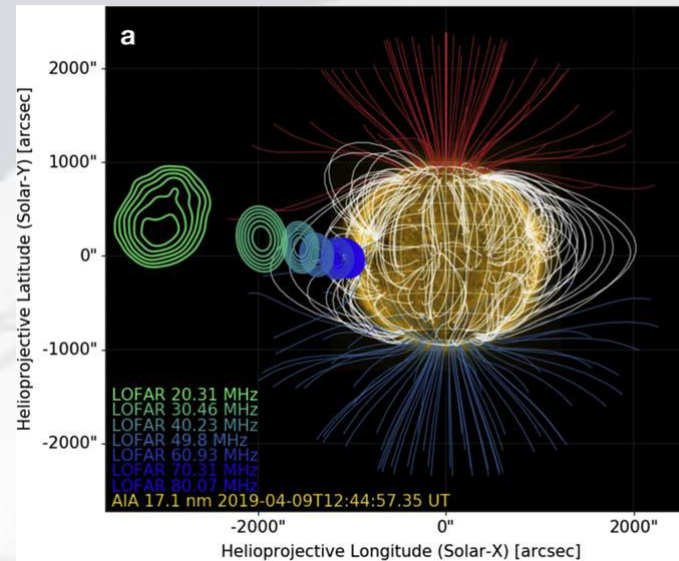 a
2000"
1000"
0"
-1000"
-2000"
Helioprojective Latitude (Solar-Y) [arcsec]
LOFAR 20.31 MHz
LOFAR 30.46 MHz
LOFAR 40.23 MHz
LOFAR 49.8 MHz
LOFAR 60.93 MHz
LOFAR 70.31 MHz
LOFAR 80.07 MHz
AIA 17.1 nm 2019-04-09T12:44:57.35 UT
-2000"
0"
2000"
Helioprojective Longitude (Solar-X) [arcsec]